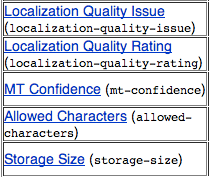 Localization Quality Issue
(localization-quality-issue)
Localization Quality Rating
(localization-quality-rating)
MT Confidence (mt-confidence)
Allowed Characters (allowed-
characters)
Storage Size (storage-size)